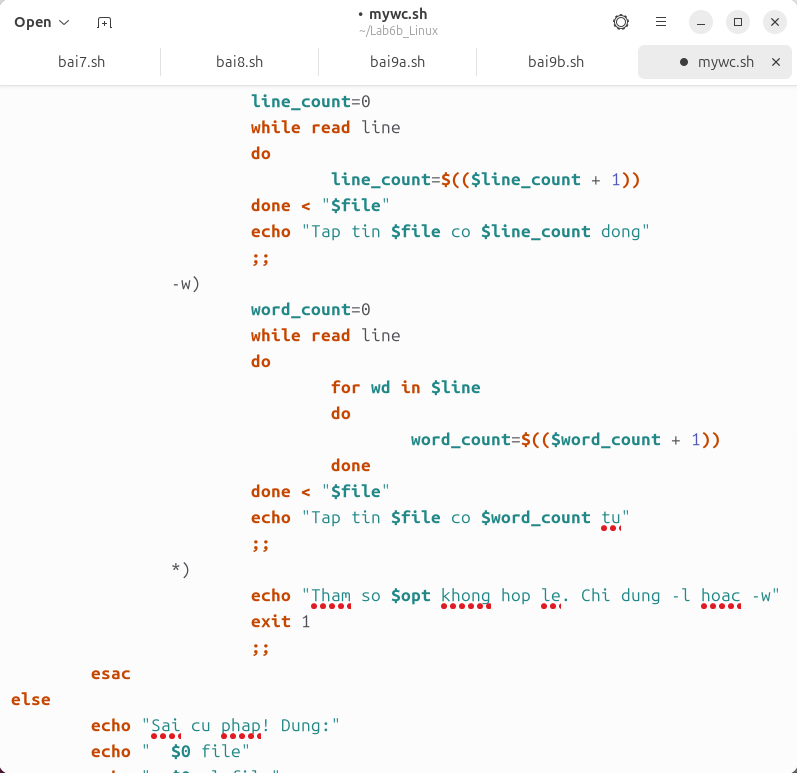 Open
• mywc.sh
~/Lab6b_Linux
bai7.sh
bai8.sh
bai9a.sh
bai9b.sh
● mywc.sh ×
line_count=0
while read line
do
line_count=$(($line_count + 1))
done < "$file"
echo "Tap tin $file co $line_count dong"
;;
-w)
word_count=0
while read line
do
for wd in $line
do
word_count=$(($word_count + 1))
done
done < "$file"
echo "Tap tin $file co $word_count tu"
;;
*)
echo "Tham so $opt khong hop le. Chi dung -l hoac -w"
exit 1
;;
esac
else
echo "Sai cu phap! Dung:"
echo "  $0 file"